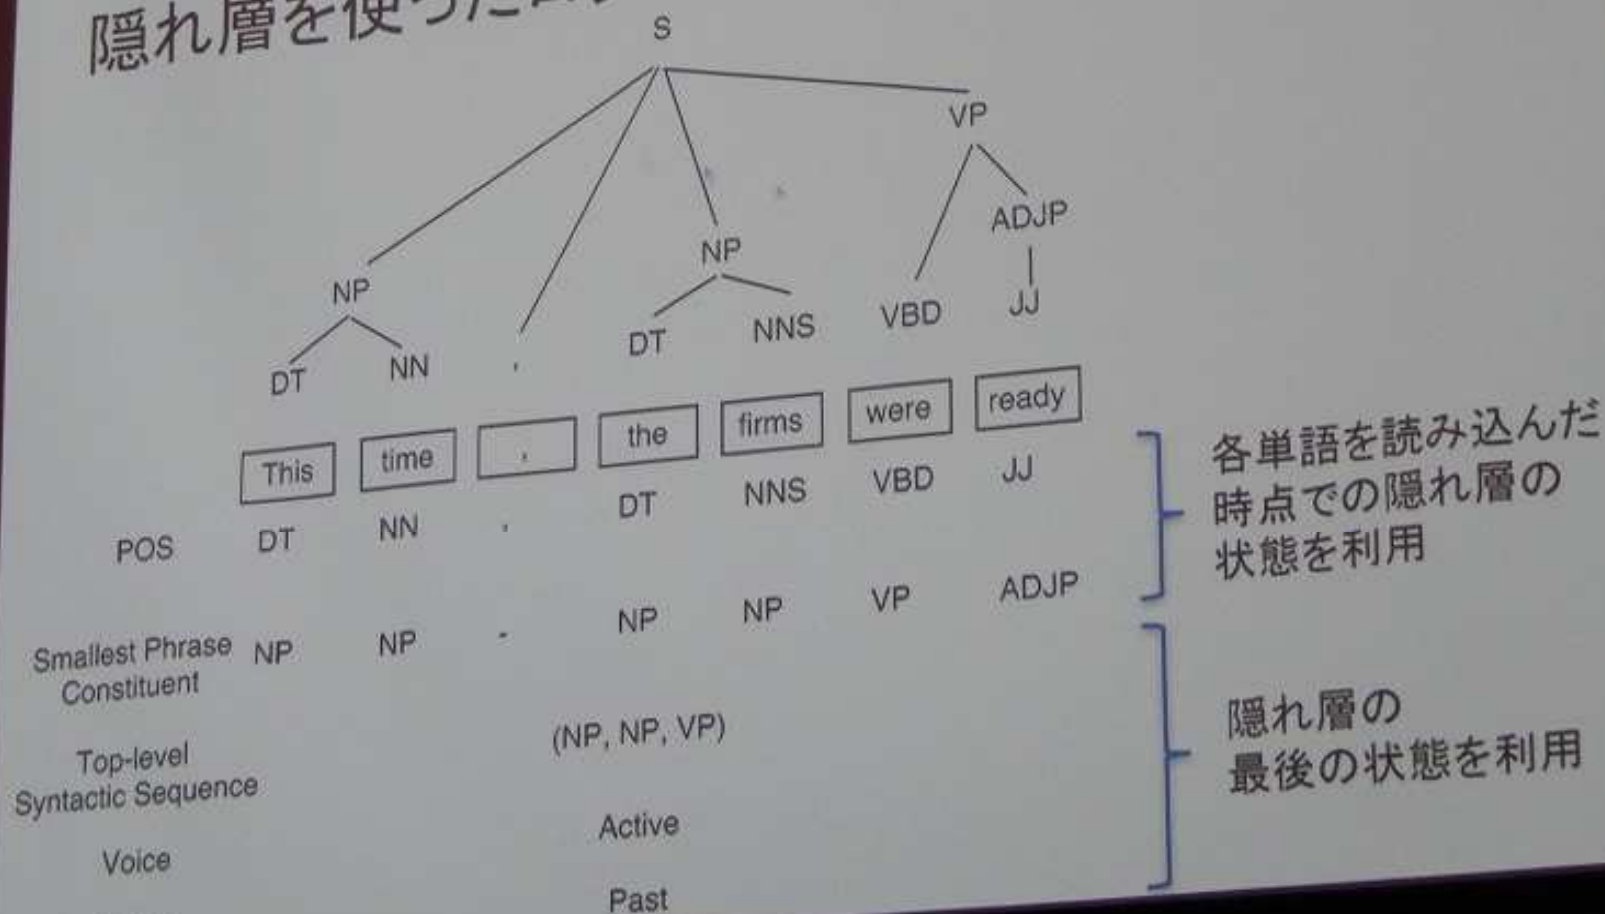 隠れ層を使った
S
VP
ADJP
NP
NP
DT NNS VBD JJ
DT NN ,
This time , the firms were ready
POS DT NN , DT NNS VBD JJ
Smallest Phrase
Constituent
NP NP - NP NP VP ADJP
Top-level
Syntactic Sequence
(NP, NP, VP)
Voice Active
Past
各単語を読み込んだ
時点での隠れ層の
状態を利用
隠れ層の
最後の状態を利用